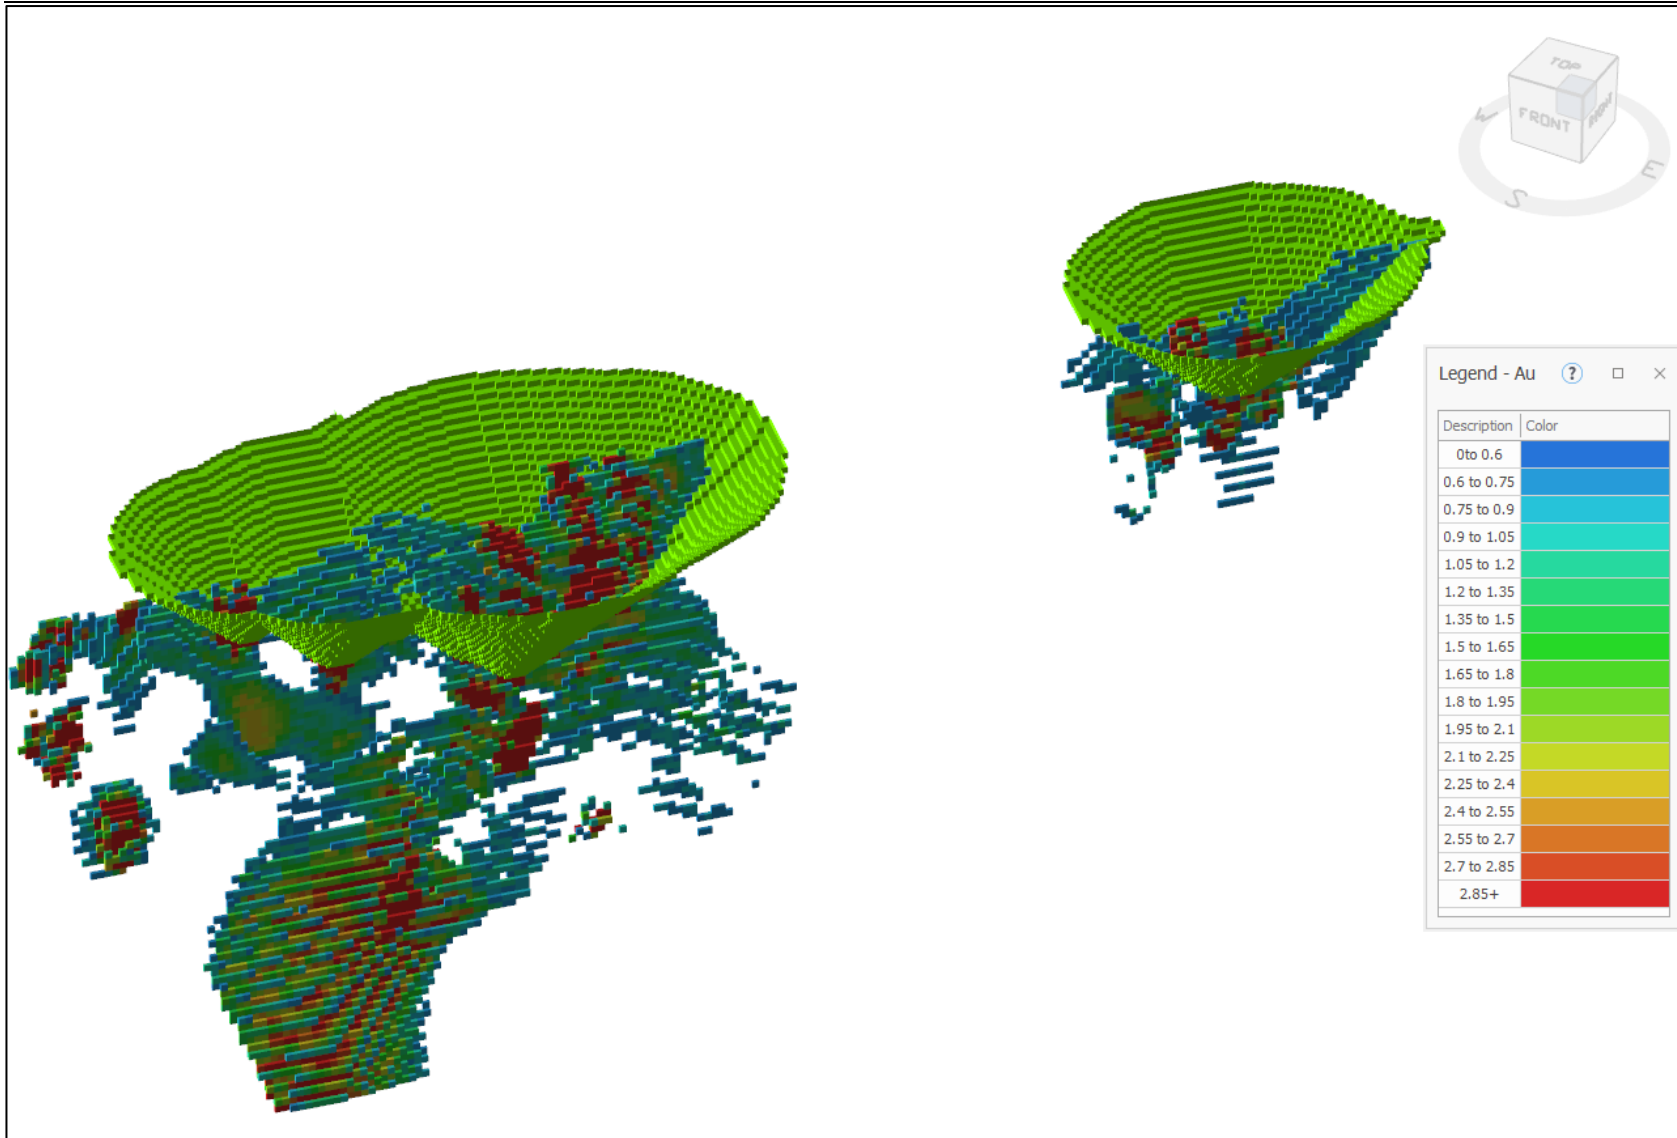 TOP
FRONT
RIGHT
W
S
E
Legend - Au ?
Description Color
0to 0.6
0.6 to 0.75
0.75 to 0.9
0.9 to 1.05
1.05 to 1.2
1.2 to 1.35
1.35 to 1.5
1.5 to 1.65
1.65 to 1.8
1.8 to 1.95
1.95 to 2.1
2.1 to 2.25
2.25 to 2.4
2.4 to 2.55
2.55 to 2.7
2.7 to 2.85
2.85+